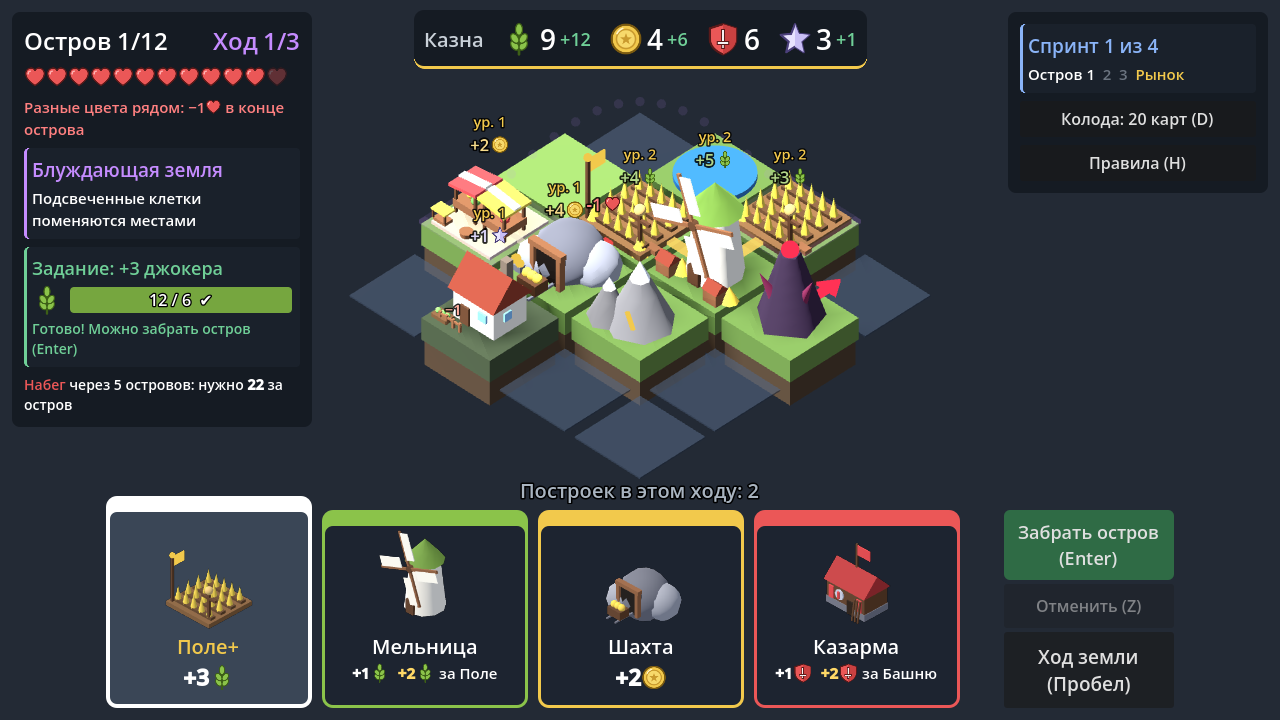 Остров 1/12 Ход 1/3
Разные цвета рядом: −1 в конце
острова
Блуждающая земля
Подсвеченные клетки
поменяются местами
Задание: +3 джокера
12 / 6 ✔
Готово! Можно забрать остров
(Enter)
Набег через 5 островов: нужно 22 за
остров
Казна 9 +12 4 +6 6 3 +1
Спринт 1 из 4
Остров 1 2 3 Рынок
Колода: 20 карт (D)
Правила (H)
ур. 1
+2
ур. 2
+5
ур. 2
+4
ур. 2
+3
ур. 1
+4 -1
ур. 1
+1
−1
Построек в этом ходу: 2
Поле+
+3
Мельница
+1 +2 за Поле
Шахта
+2
Казарма
+1 +2 за Башню
Забрать остров
(Enter)
Отменить (Z)
Ход земли
(Пробел)